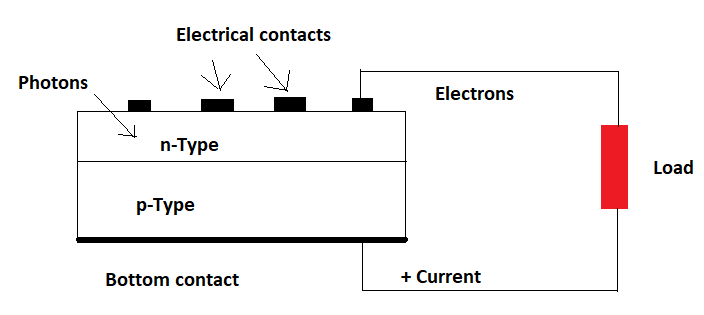 Electrical contacts
Photons
Electrons
n-Type
Load
p-Type
Bottom contact
+ Current